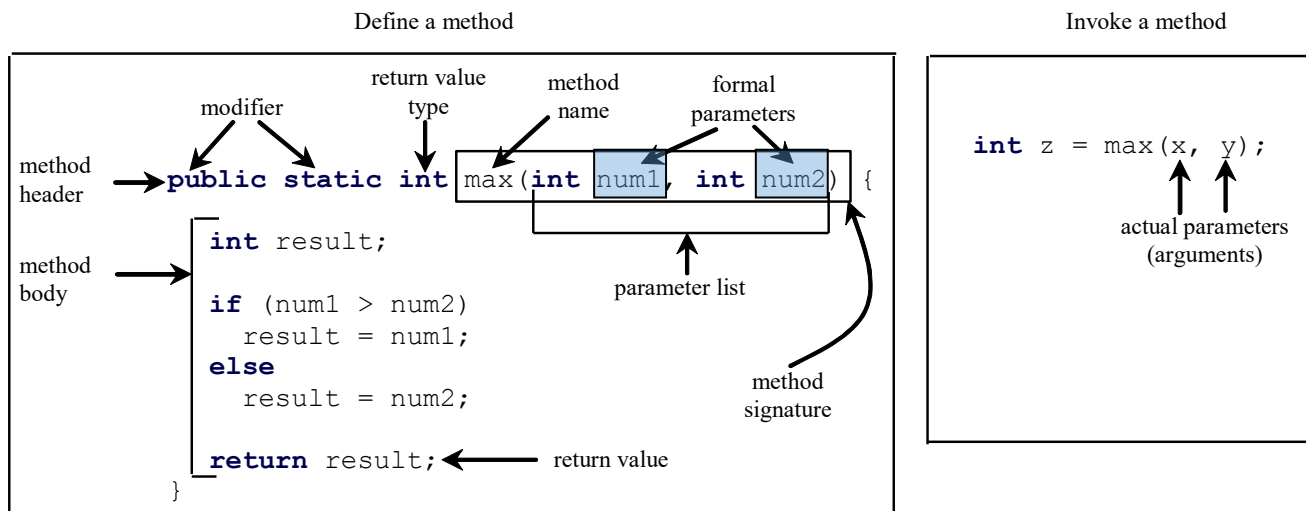 Define a method
Invoke a method
return value
type
method
name
formal
parameters
modifier
method
header
public static int max(int num1, int num2) {
int z = max(x, y);
actual parameters
(arguments)
method
body
int result;
parameter list
if (num1 > num2)
result = num1;
else
result = num2;
method
signature
return result;
return value
}